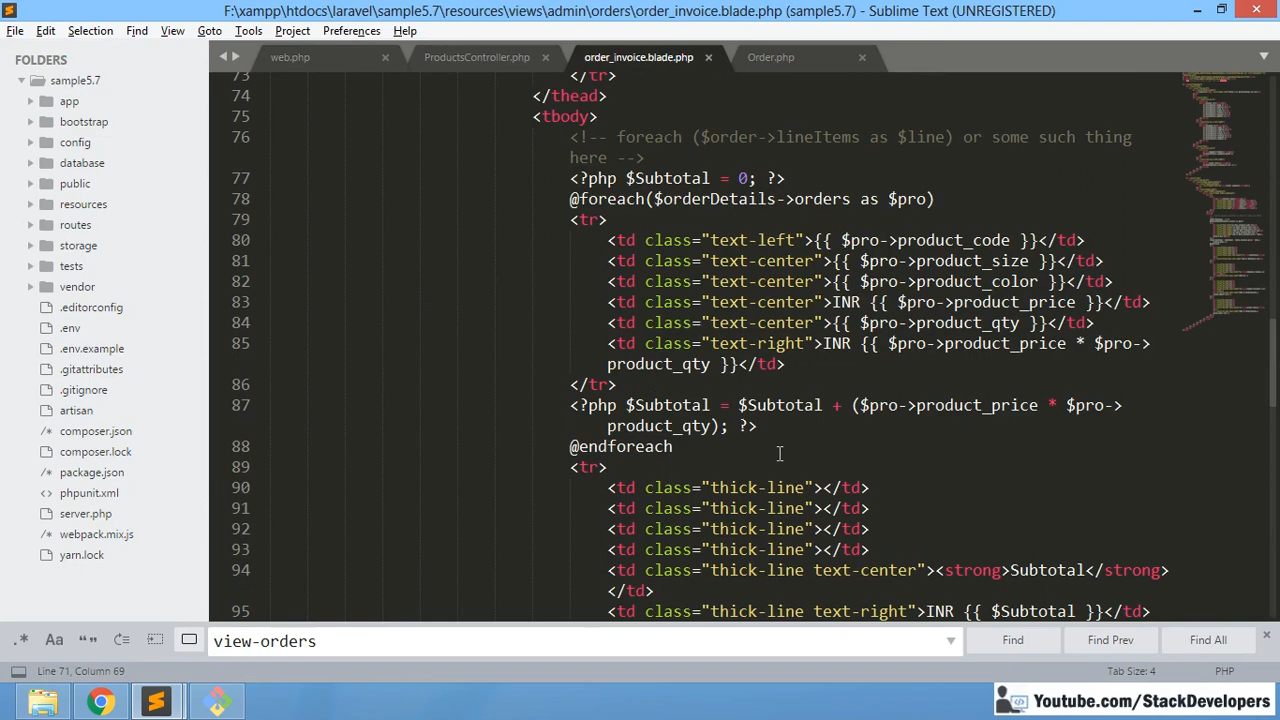 F:\xampp\htdocs\laravel\sample5.7\resources\views\admin\orders\order_invoice.blade.php (sample5.7) - Sublime Text (UNREGISTERED)
File Edit Selection Find View Goto Tools Project Preferences Help
FOLDERS
sample5.7
app
bootstrap
config
database
public
resources
routes
storage
tests
vendor
.editorconfig
.env
.env.example
.gitattributes
.gitignore
artisan
composer.json
composer.lock
package.json
phpunit.xml
server.php
webpack.mix.js
yarn.lock
web.php ProductsController.php order_invoice.blade.php Order.php
73 </tr>
74 </thead>
75 <tbody>
76 <!-- foreach ($order->lineItems as $line) or some such thing
here -->
77 <?php $Subtotal = 0; ?>
78 @foreach($orderDetails->orders as $pro)
79 <tr>
80 <td class="text-left">{{ $pro->product_code }}</td>
81 <td class="text-center">{{ $pro->product_size }}</td>
82 <td class="text-center">{{ $pro->product_color }}</td>
83 <td class="text-center">INR {{ $pro->product_price }}</td>
84 <td class="text-center">{{ $pro->product_qty }}</td>
85 <td class="text-right">INR {{ $pro->product_price * $pro->
product_qty }}</td>
86 </tr>
87 <?php $Subtotal = $Subtotal + ($pro->product_price * $pro->
product_qty); ?>
88 @endforeach
89 <tr>
90 <td class="thick-line"></td>
91 <td class="thick-line"></td>
92 <td class="thick-line"></td>
93 <td class="thick-line"></td>
94 <td class="thick-line text-center"><strong>Subtotal</strong>
</td>
95 <td class="thick-line text-right">INR {{ $Subtotal }}</td>
.* Aa “” view-orders Find Find Prev Find All
Line 71, Column 69 Tab Size: 4 PHP
Youtube.com/StackDevelopers